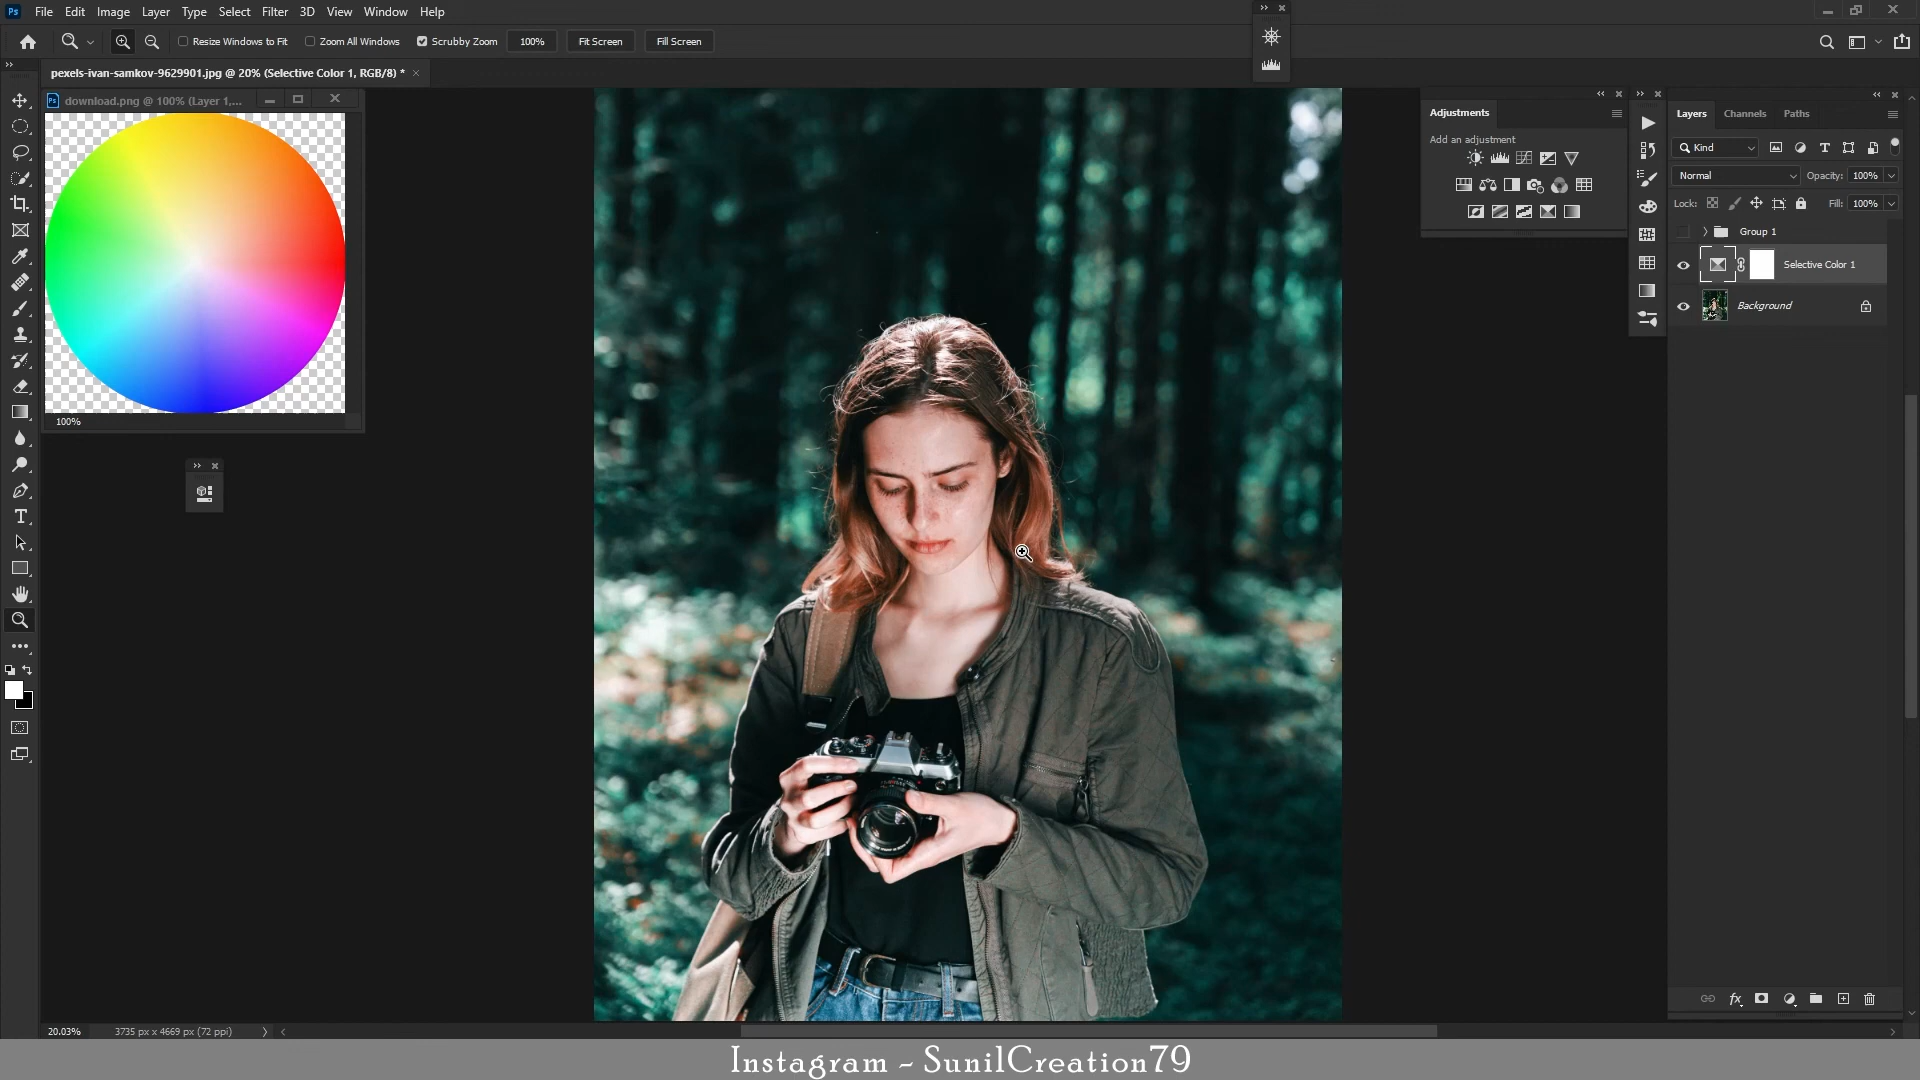 Ps File Edit Image Layer Type Select Filter 3D View Window Help
Resize Windows to Fit Zoom All Windows Scrubby Zoom 100% Fit Screen Fill Screen
pexels-ivan-samkov-9629901.jpg @ 20% (Selective Color 1, RGB/8) *
Ps download.png @ 100% (Layer 1,...
100%
Adjustments
Add an adjustment
Layers Channels Paths
Kind
Normal Opacity: 100%
Lock: Fill: 100%
Group 1
Selective Color 1
Background
fx
20.03% 3735 px x 4669 px (72 ppi)
Instagram - SunilCreation79